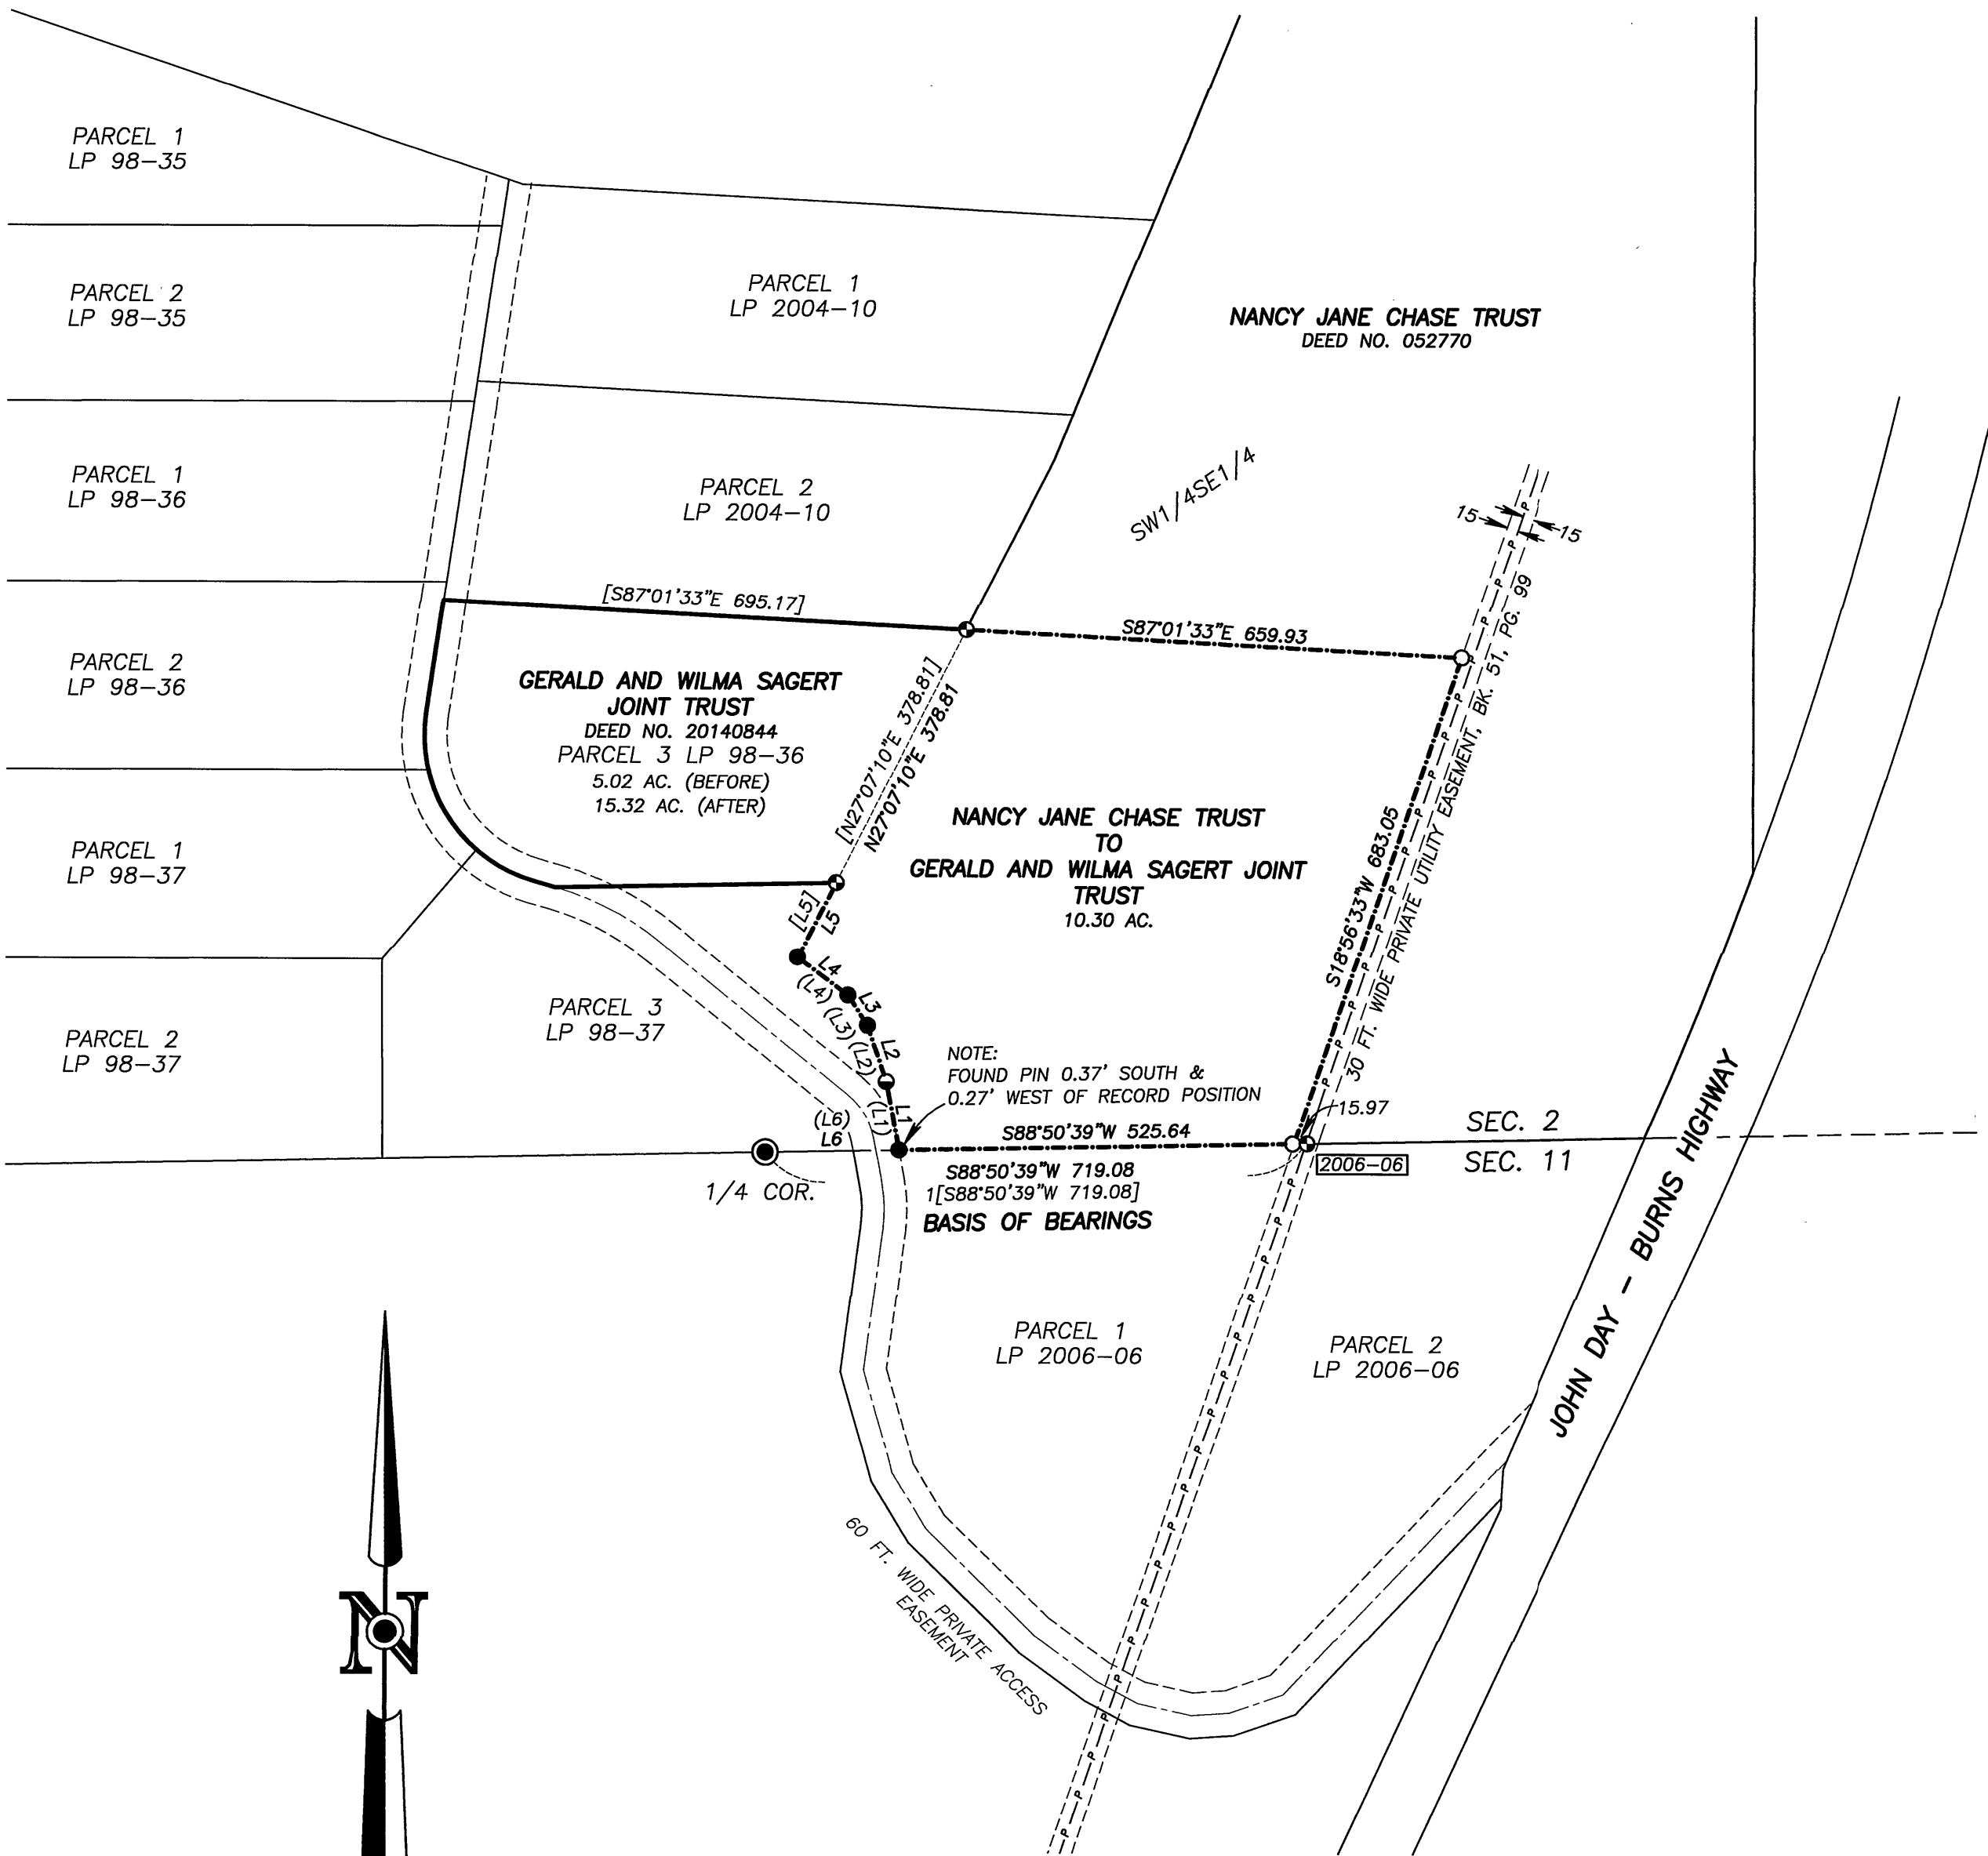 PARCEL 1
LP 98-35
PARCEL 2
LP 98-35
PARCEL 1
LP 98-36
PARCEL 2
LP 98-36
PARCEL 1
LP 98-37
PARCEL 2
LP 98-37
PARCEL 1
LP 2004-10
PARCEL 2
LP 2004-10
NANCY JANE CHASE TRUST
DEED NO. 052770
SW1/4SE1/4
15
15
[S87°01'33"E 695.17]
S87°01'33"E 659.93
GERALD AND WILMA SAGERT
JOINT TRUST
DEED NO. 20140844
PARCEL 3 LP 98-36
5.02 AC. (BEFORE)
15.32 AC. (AFTER)
[N27°07'10"E 378.81]
N27°07'10"E 378.81
NANCY JANE CHASE TRUST
TO
GERALD AND WILMA SAGERT JOINT
TRUST
10.30 AC.
S18°56'33"W 683.05
30 FT. WIDE PRIVATE UTILITY EASEMENT, BK. 51, PG. 99
[L5]
L5
L4
(L4)
L3
(L3)
L2
(L2)
L1
(L1)
(L6)
L6
PARCEL 3
LP 98-37
NOTE:
FOUND PIN 0.37' SOUTH &
0.27' WEST OF RECORD POSITION
S88°50'39"W 525.64
15.97
SEC. 2
SEC. 11
2006-06
1/4 COR.
S88°50'39"W 719.08
1[S88°50'39"W 719.08]
BASIS OF BEARINGS
PARCEL 1
LP 2006-06
PARCEL 2
LP 2006-06
JOHN DAY - BURNS HIGHWAY
60 FT. WIDE PRIVATE ACCESS
EASEMENT
N
P P P P P P P P P P P P P P P P P P P P P P P P P P P P P P